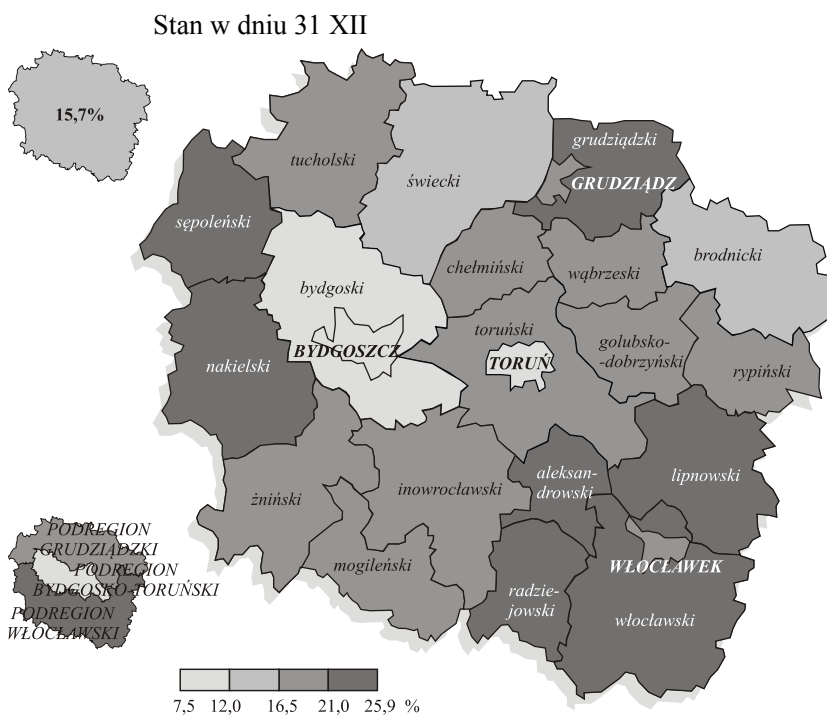 Stan w dniu 31 XII
15,7%
tucholski
świecki
grudziądzki
GRUDZIĄDZ
sępoleński
bydgoski
chełmiński
wąbrzeski
brodnicki
toruński
BYDGOSZCZ
TORUŃ
golubsko-
-dobrzyński
rypiński
nakielski
żniński
inowrocławski
aleksan-
drowski
lipnowski
mogileński
radzie-
jowski
WŁOCŁAWEK
włocławski
PODREGION
GRUDZIĄDZKI
PODREGION
BYDGOSKO-TORUŃSKI
PODREGION
WŁOCŁAWSKI
7,5 12,0 16,5 21,0 25,9 %